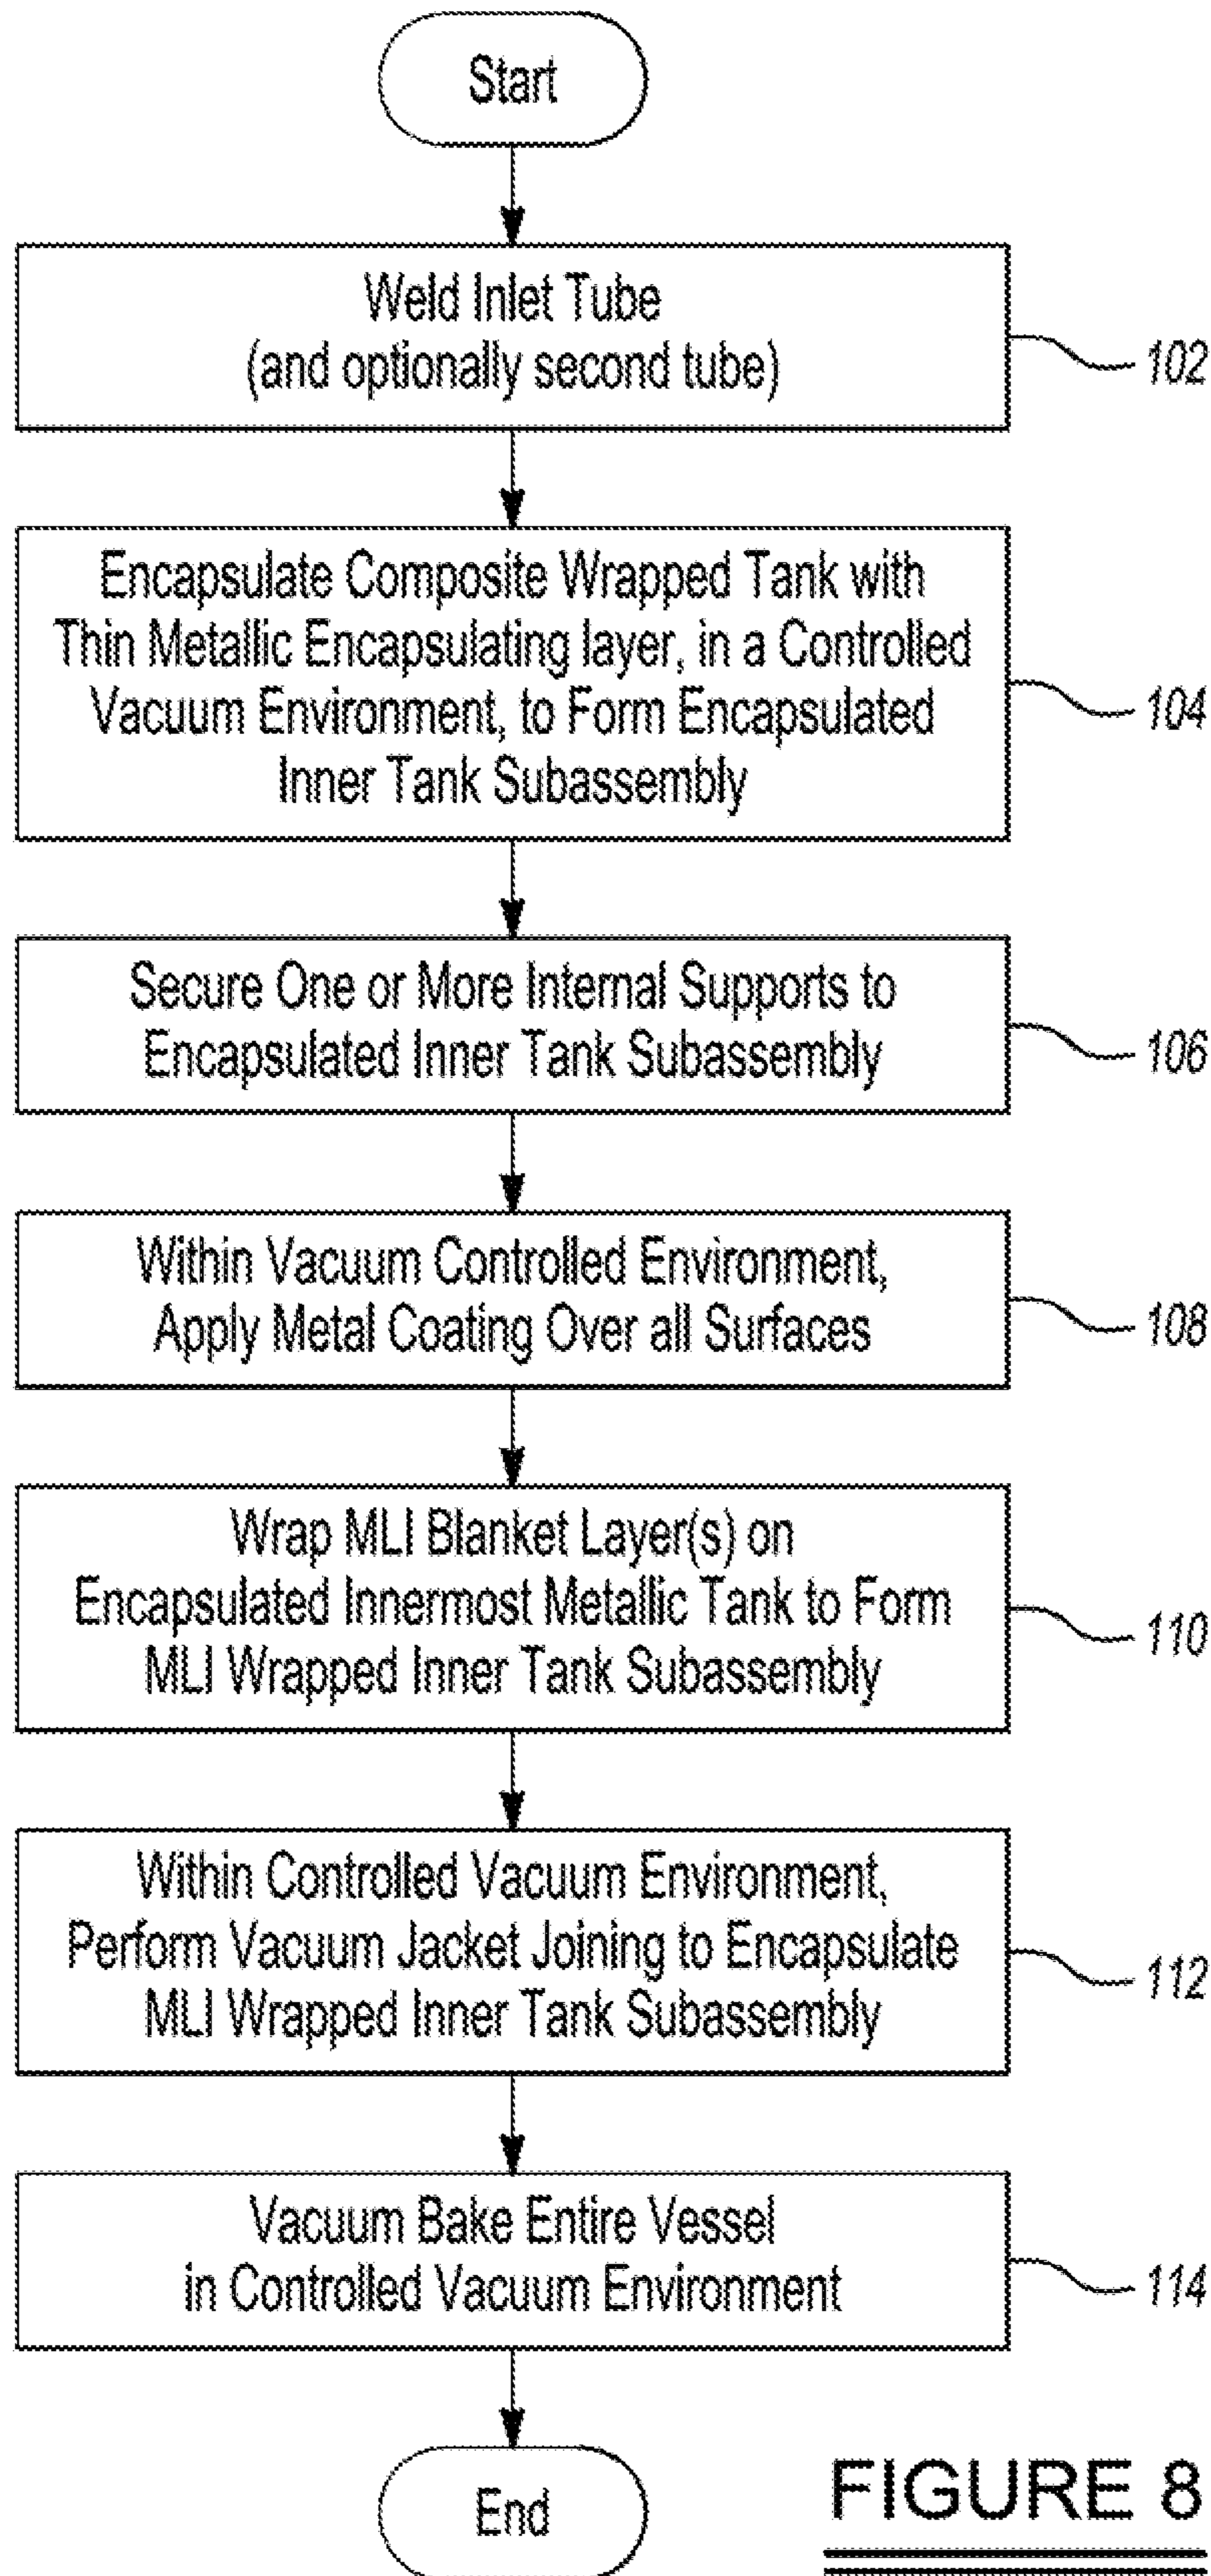 Start
Weld Inlet Tube
(and optionally second tube)
102
Encapsulate Composite Wrapped Tank with
Thin Metallic Encapsulating layer, in a Controlled
Vacuum Environment, to Form Encapsulated
Inner Tank Subassembly
104
Secure One or More Internal Supports to
Encapsulated Inner Tank Subassembly
106
Within Vacuum Controlled Environment,
Apply Metal Coating Over all Surfaces
108
Wrap MLI Blanket Layer(s) on
Encapsulated Innermost Metallic Tank to Form
MLI Wrapped Inner Tank Subassembly
110
Within Controlled Vacuum Environment,
Perform Vacuum Jacket Joining to Encapsulate
MLI Wrapped Inner Tank Subassembly
112
Vacuum Bake Entire Vessel
in Controlled Vacuum Environment
114
End
FIGURE 8